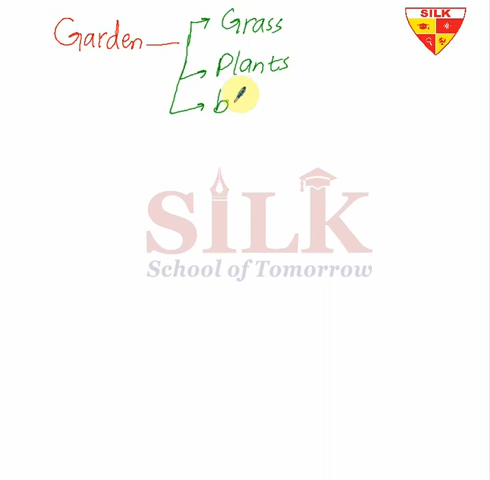 Garden
Grass
Plants
b
SILK
SILK
School of Tomorrow